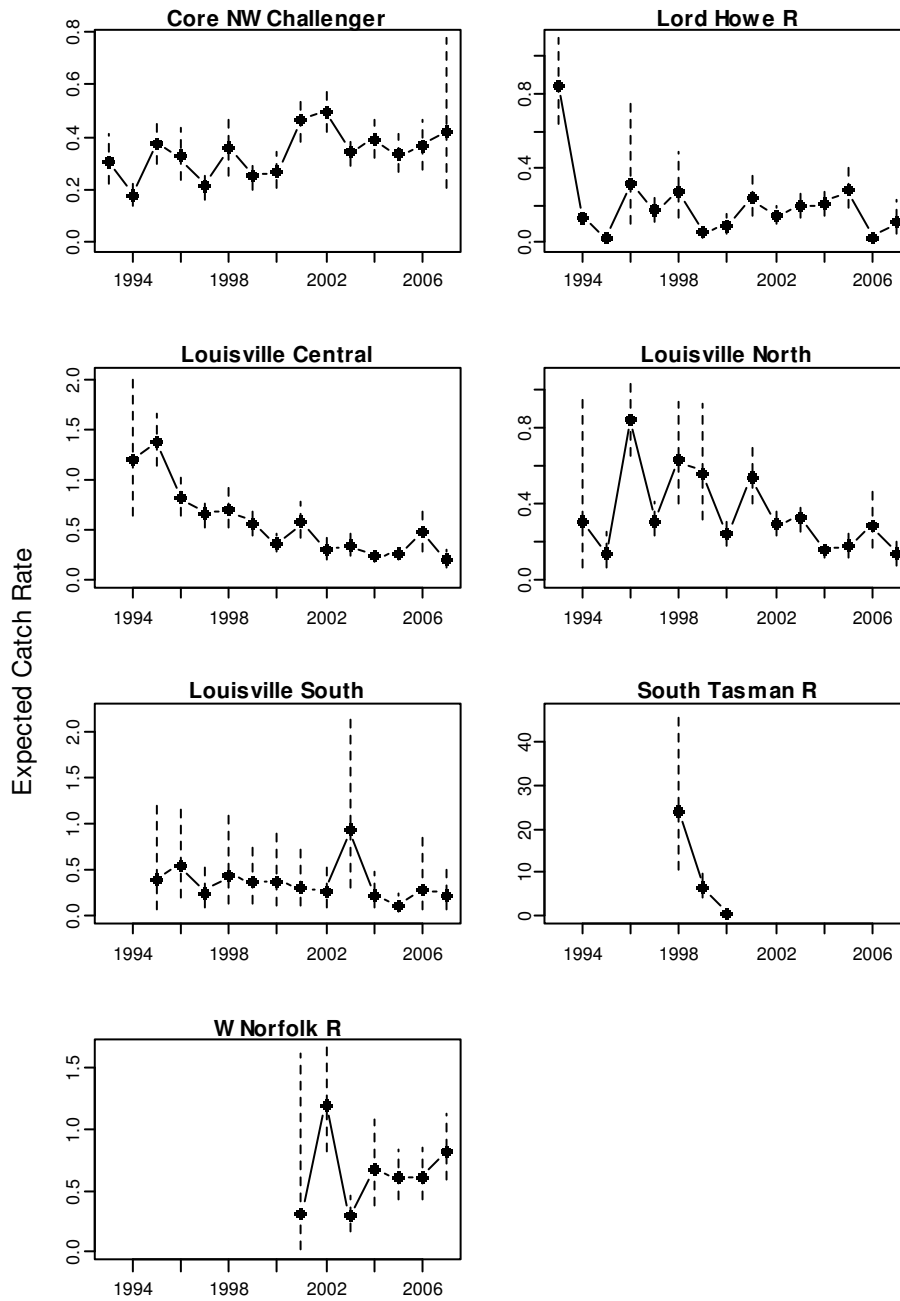 Core NW Challenger
0.0 0.2 0.4 0.6 0.8
1994 1998 2002 2006
Lord Howe R
0.0 0.4 0.8
1994 1998 2002 2006
Louisville Central
0.0 0.5 1.0 1.5 2.0
1994 1998 2002 2006
Louisville North
0.0 0.4 0.8
1994 1998 2002 2006
Expected Catch Rate
Louisville South
0.0 0.5 1.0 1.5 2.0
1994 1998 2002 2006
South Tasman R
0 10 20 30 40
1994 1998 2002 2006
W Norfolk R
0.0 0.5 1.0 1.5
1994 1998 2002 2006